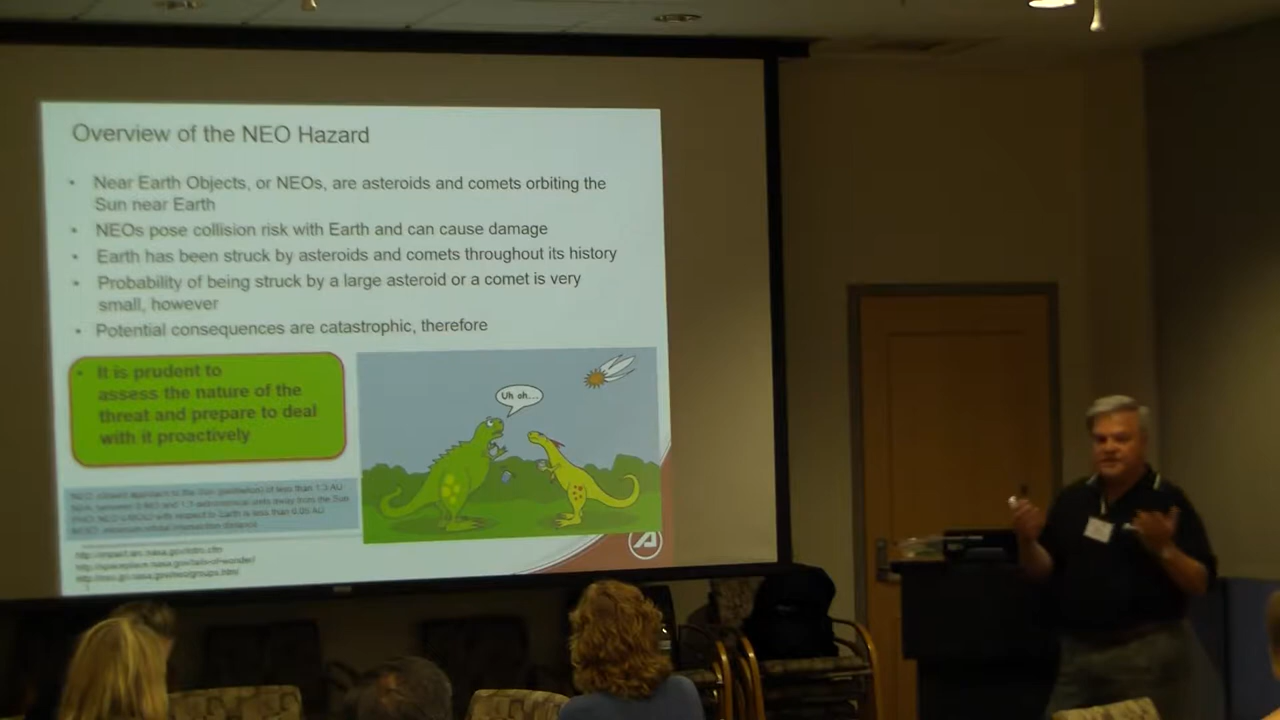 Overview of the NEO Hazard
• Near Earth Objects, or NEOs, are asteroids and comets orbiting the
Sun near Earth
• NEOs pose collision risk with Earth and can cause damage
• Earth has been struck by asteroids and comets throughout its history
• Probability of being struck by a large asteroid or a comet is very
small, however
• Potential consequences are catastrophic, therefore
• It is prudent to
assess the nature of the
threat and prepare to deal
with it proactively
Uh oh...